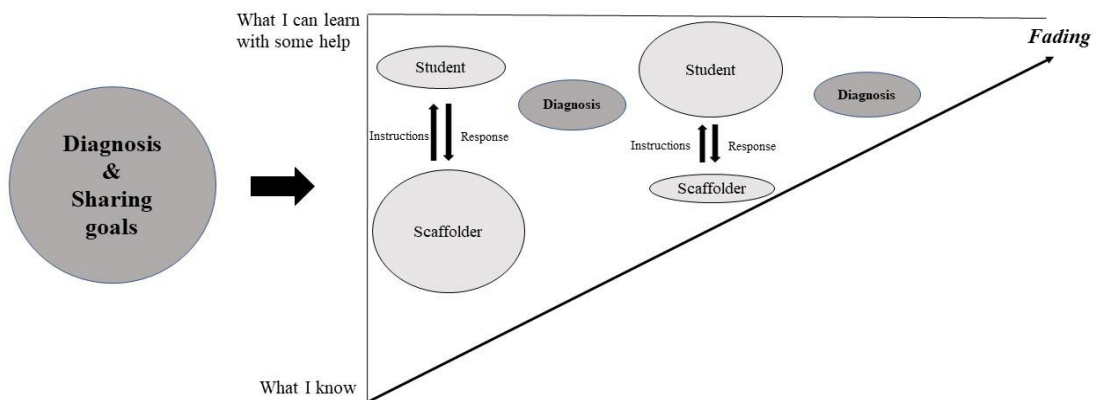 What I can learn
with some help
Fading
Student
Student
Diagnosis
Diagnosis
Instructions
Response
Instructions
Response
Diagnosis
&
Sharing
goals
Scaffolder
Scaffolder
What I know